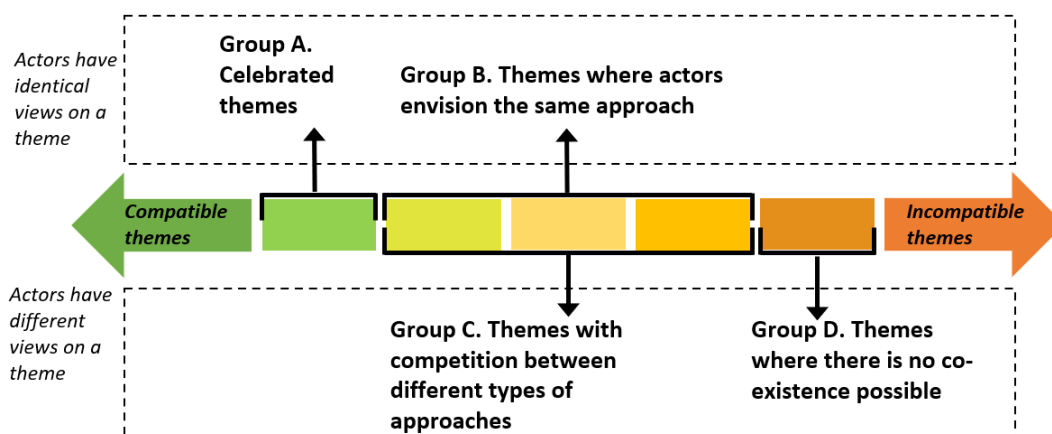 Actors have
identical
views on a
theme
Group A.
Celebrated
themes
Group B. Themes where actors
envision the same approach
Compatible
themes
Incompatible
themes
Actors have
different
views on a
theme
Group C. Themes with
competition between
different types of
approaches
Group D. Themes
where there is no co-
existence possible